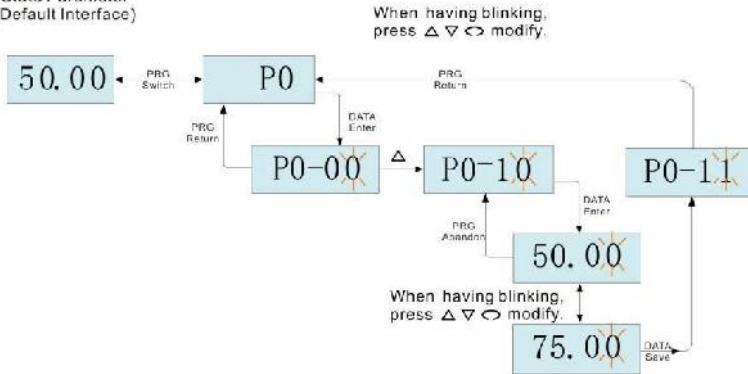 Default Interface)
When having blinking,
press △ ▽ ⬭ modify.
50.00
PRG
Switch
P0
PRG
Return
PRG
Return
DATA
Enter
P0-00
△
P0-10
P0-11
DATA
Enter
PRG
Abandon
50.00
When having blinking,
press △ ▽ ⬭ modify.
75.00
DATA
Save